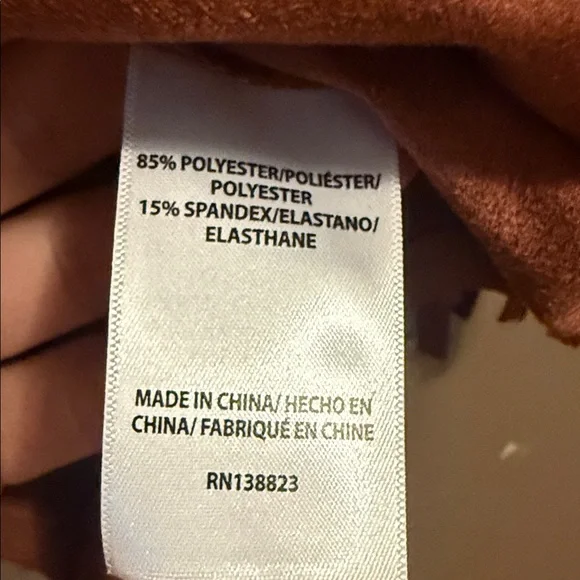 85% POLYESTER/POLIÉSTER/
POLYESTER
15% SPANDEX/ELASTANO/
ELASTHANE
MADE IN CHINA/ HECHO EN
CHINA/ FABRIQUÉ EN CHINE
RN138823